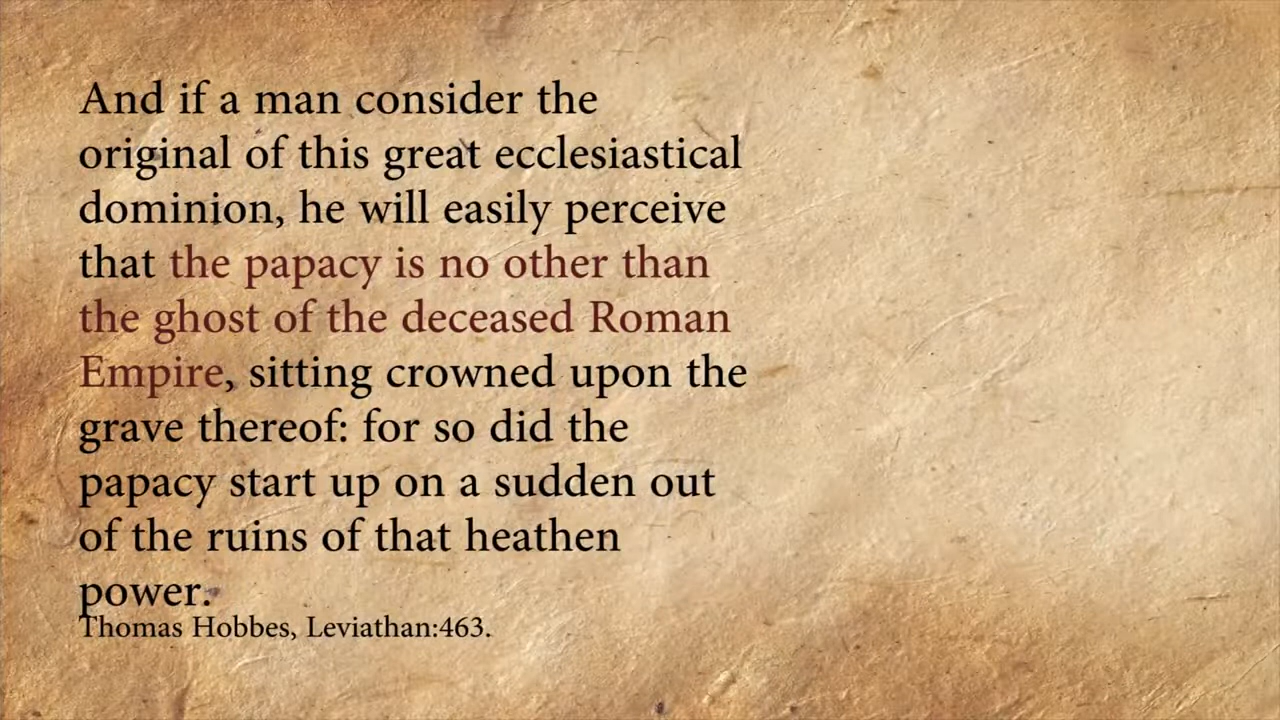 And if a man consider the
original of this great ecclesiastical
dominion, he will easily perceive
that the papacy is no other than
the ghost of the deceased Roman
Empire, sitting crowned upon the
grave thereof: for so did the
papacy start up on a sudden out
of the ruins of that heathen
power.
Thomas Hobbes, Leviathan:463.